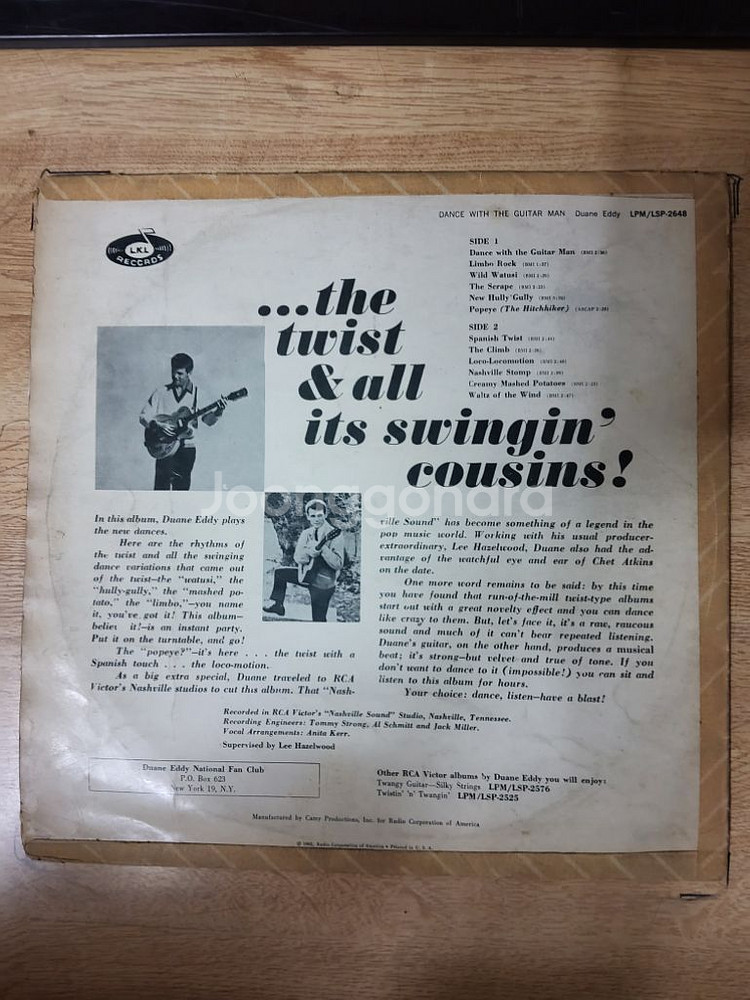 DANCE WITH THE GUITAR MAN Duane Eddy LPM/LSP-2648
L.K.L
RECORDS
SIDE 1
Dance with the Guitar Man
Limbo Rock
Wild Watusi
The Scrape
New Hully Gully
Popeye (The Hitchhiker)
SIDE 2
Spanish Twist
The Climb
Loco-Locomotion
Nashville Stomp
Creamy Mashed Potatoes
Waltz of the Wind
...the
twist
& all
its swingin'
cousins!
Joonggonara
In this album, Duane Eddy plays
the new dances.
Here are the rhythms of
the twist and all the swinging
dance variations that came out
of the twist—the "watusi," the
"hully-gully," the "mashed po-
tato," the "limbo,"—you name
it, you've got it! This album—
believe it!—is an instant party.
Put it on the turntable, and go!
The "popeye?"—it's here . . . the twist with a
Spanish touch . . . the loco-motion.
As a big extra special, Duane traveled to RCA
Victor's Nashville studios to cut this album. That "Nash-
ville Sound" has become something of a legend in the
pop music world. Working with his usual producer-
extraordinary, Lee Hazelwood, Duane also had the ad-
vantage of the watchful eye and ear of Chet Atkins
on the date.
One more word remains to be said: by this time
you have found that run-of-the-mill twist-type albums
start out with a great novelty effect and you can dance
like crazy to them. But, let's face it, it's a raw, raucous
sound and much of it can't bear repeated listening.
Duane's guitar, on the other hand, produces a musical
beat; it's strong—but velvet and true of tone. If you
don't want to dance to it (impossible!) you can sit and
listen to this album for hours.
Your choice: dance, listen—have a blast!
Recorded in RCA Victor's "Nashville Sound" Studio, Nashville, Tennessee.
Recording Engineers: Tommy Strong, Al Schmitt and Jack Miller.
Vocal Arrangements: Anita Kerr.
Supervised by Lee Hazelwood
Duane Eddy National Fan Club
P.O. Box 623
New York 19, N.Y.
Other RCA Victor albums by Duane Eddy you will enjoy:
Twangy Guitar—Silky Strings LPM/LSP-2576
Twistin' 'n' Twangin' LPM/LSP-2525
Manufactured by Camy Productions, Inc. for Radio Corporation of America
Radio Corporation of America • Printed in U. S. A.